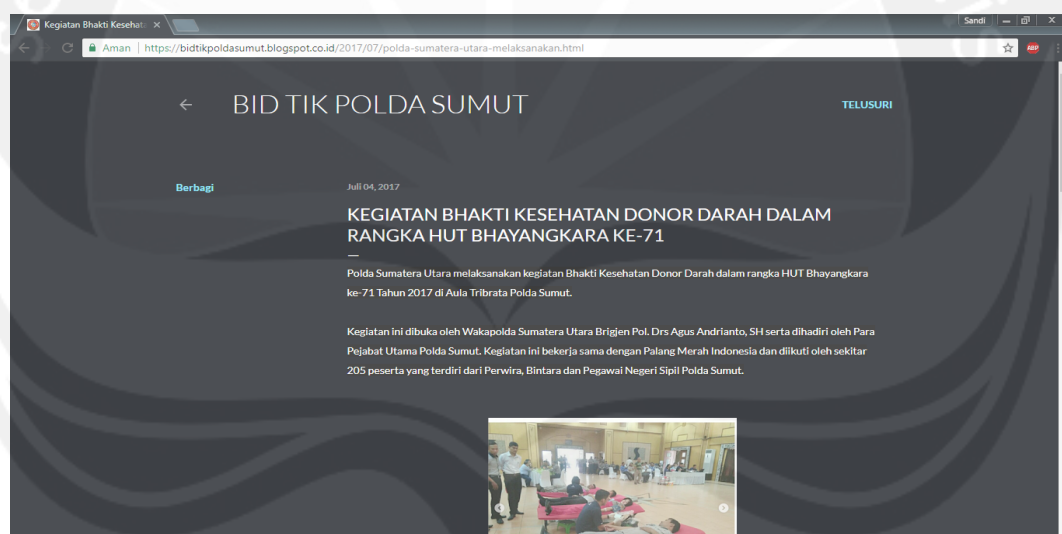 Kegiatan Bhakti Kesehat
Sandi
Aman | https://bidtikpoldasumut.blogspot.co.id/2017/07/polda-sumatera-utara-melaksanakan.html
ABP
BID TIK POLDA SUMUT
TELUSURI
Berbagi
Juli 04, 2017
KEGIATAN BHAKTI KESEHATAN DONOR DARAH DALAM
RANGKA HUT BHAYANGKARA KE-71
Polda Sumatera Utara melaksanakan kegiatan Bhakti Kesehatan Donor Darah dalam rangka HUT Bhayangkara
ke-71 Tahun 2017 di Aula Tribrata Polda Sumut.
Kegiatan ini dibuka oleh Wakapolda Sumatera Utara Brigjen Pol. Drs Agus Andrianto, SH serta dihadiri oleh Para
Pejabat Utama Polda Sumut. Kegiatan ini bekerja sama dengan Palang Merah Indonesia dan diikuti oleh sekitar
205 peserta yang terdiri dari Perwira, Bintara dan Pegawai Negeri Sipil Polda Sumut.